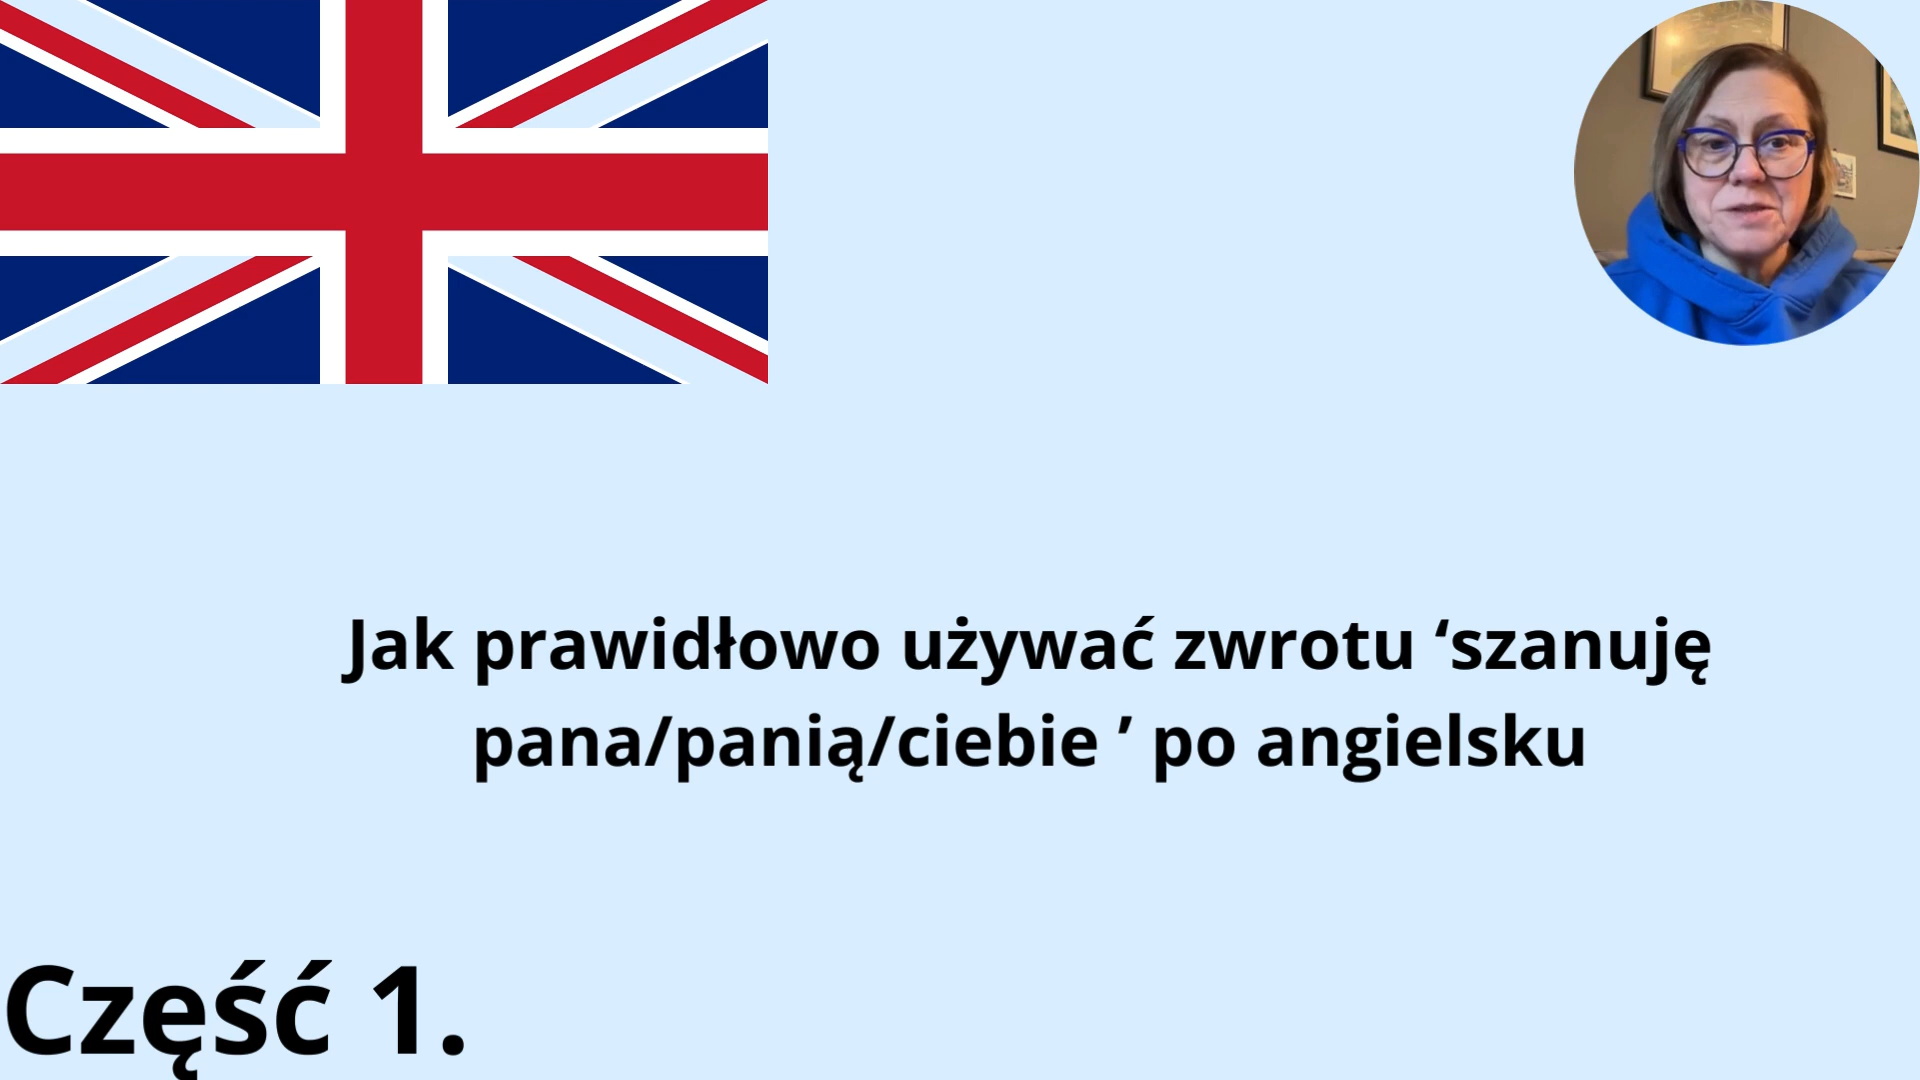 Jak prawidłowo używać zwrotu ‘szanuję
pana/panią/ciebie ’ po angielsku
Część 1.